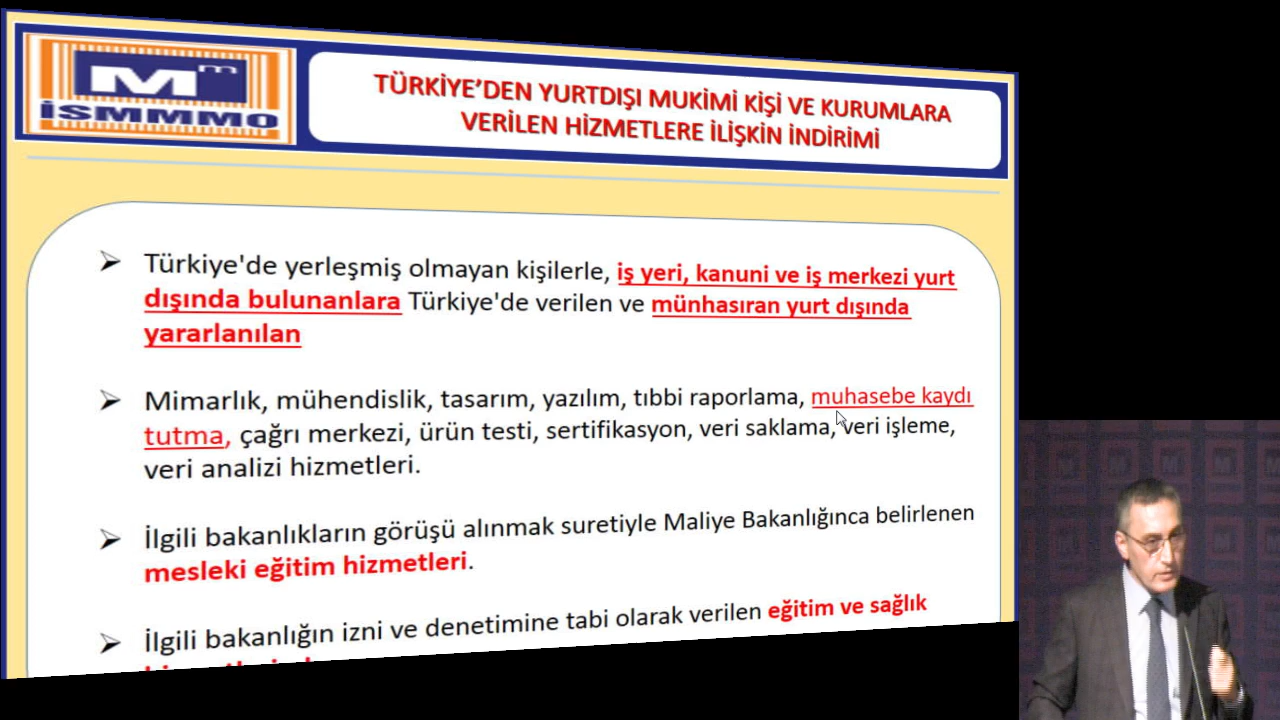 Mm
İSMMMO
TÜRKİYE'DEN YURTDIŞI MUKİMİ KİŞİ VE KURUMLARA
VERİLEN HİZMETLERE İLİŞKİN İNDİRİMİ
➢ Türkiye'de yerleşmiş olmayan kişilerle, iş yeri, kanuni ve iş merkezi yurt
dışında bulunanlara Türkiye'de verilen ve münhasıran yurt dışında
yararlanılan
➢ Mimarlık, mühendislik, tasarım, yazılım, tıbbi raporlama, muhasebe kaydı
tutma, çağrı merkezi, ürün testi, sertifikasyon, veri saklama, veri işleme,
veri analizi hizmetleri.
➢ İlgili bakanlıkların görüşü alınmak suretiyle Maliye Bakanlığınca belirlenen
mesleki eğitim hizmetleri.
➢ İlgili bakanlığın izni ve denetimine tabi olarak verilen eğitim ve sağlık